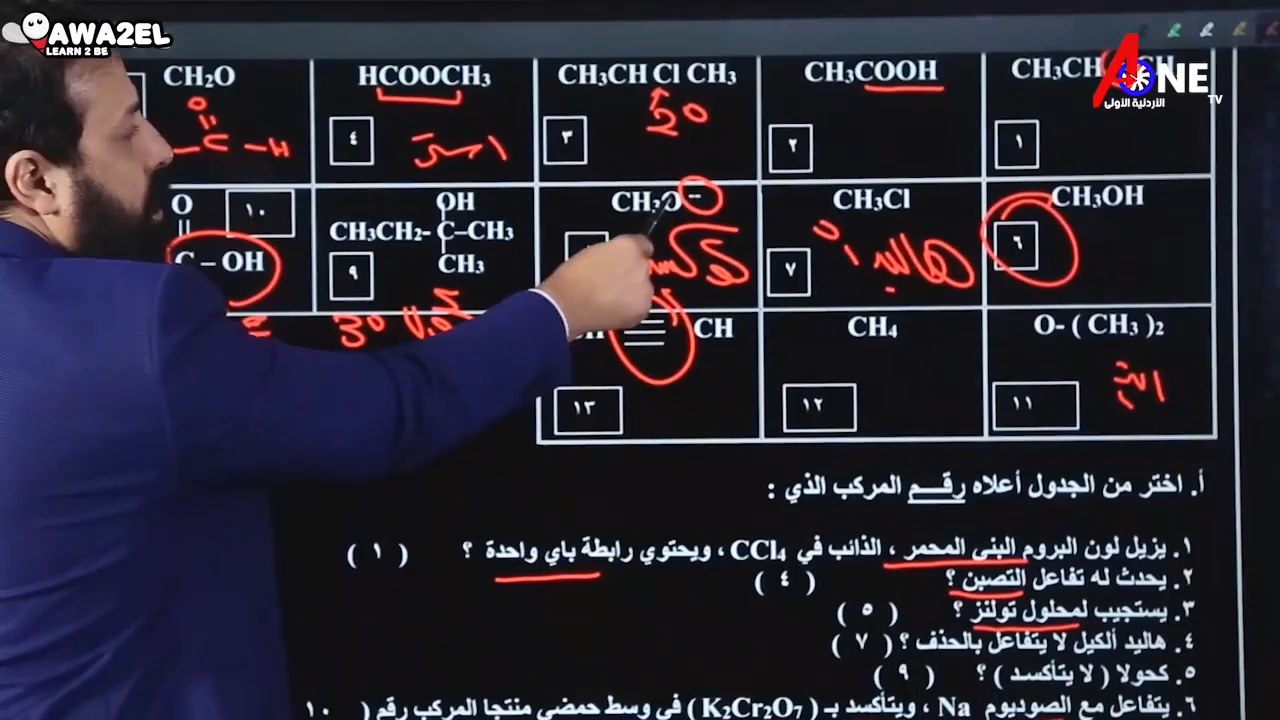 AWA2EL
LEARN 2 BE
ONE
TV
الأردنية الأولى
CH3COOH
٢
١
CH3CH Cl CH3
2o
٣
HCOOCH3
٤
استر
CH2O
O
C - H
CH3OH
٦
CH3Cl
٧
هاليد
CH3O-
OH
CH3CH2- C–CH3
CH3
٩
3o
O
١٠
C – OH
O- ( CH3 )2
١١
CH4
١٢
CH
١٣
أ. اختر من الجدول أعلاه رقـــم المركب الذي :
١. يزيل لون البروم البني المحمر ، الذائب في CCl4 ، ويحتوي رابطة باي واحدة ؟ ( ١ )
٢. يحدث له تفاعل التصبن ؟ ( ٤ )
٣. يستجيب لمحلول تولنز ؟ ( ٥ )
٤. هاليد ألكيل لا يتفاعل بالحذف ؟ ( ٧ )
٥. كحولا ( لا يتأكسد ) ؟ ( ٩ )
٦. يتفاعل مع الصوديوم Na ، ويتأكسد بـ ( K2Cr2O7 ) في وسط حمضي منتجا المركب رقم ( ١٠